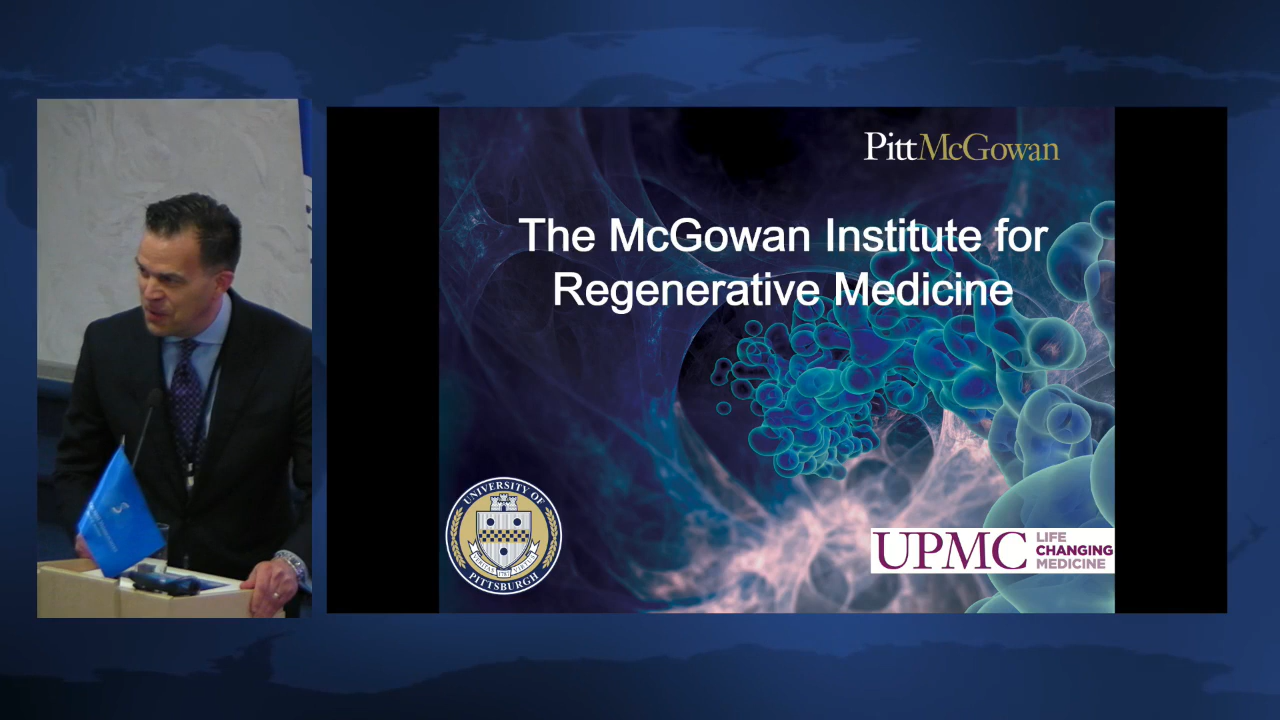 PittMcGowan
The McGowan Institute for
Regenerative Medicine
UNIVERSITY OF
PITTSBURGH
UPMC
LIFE
CHANGING
MEDICINE